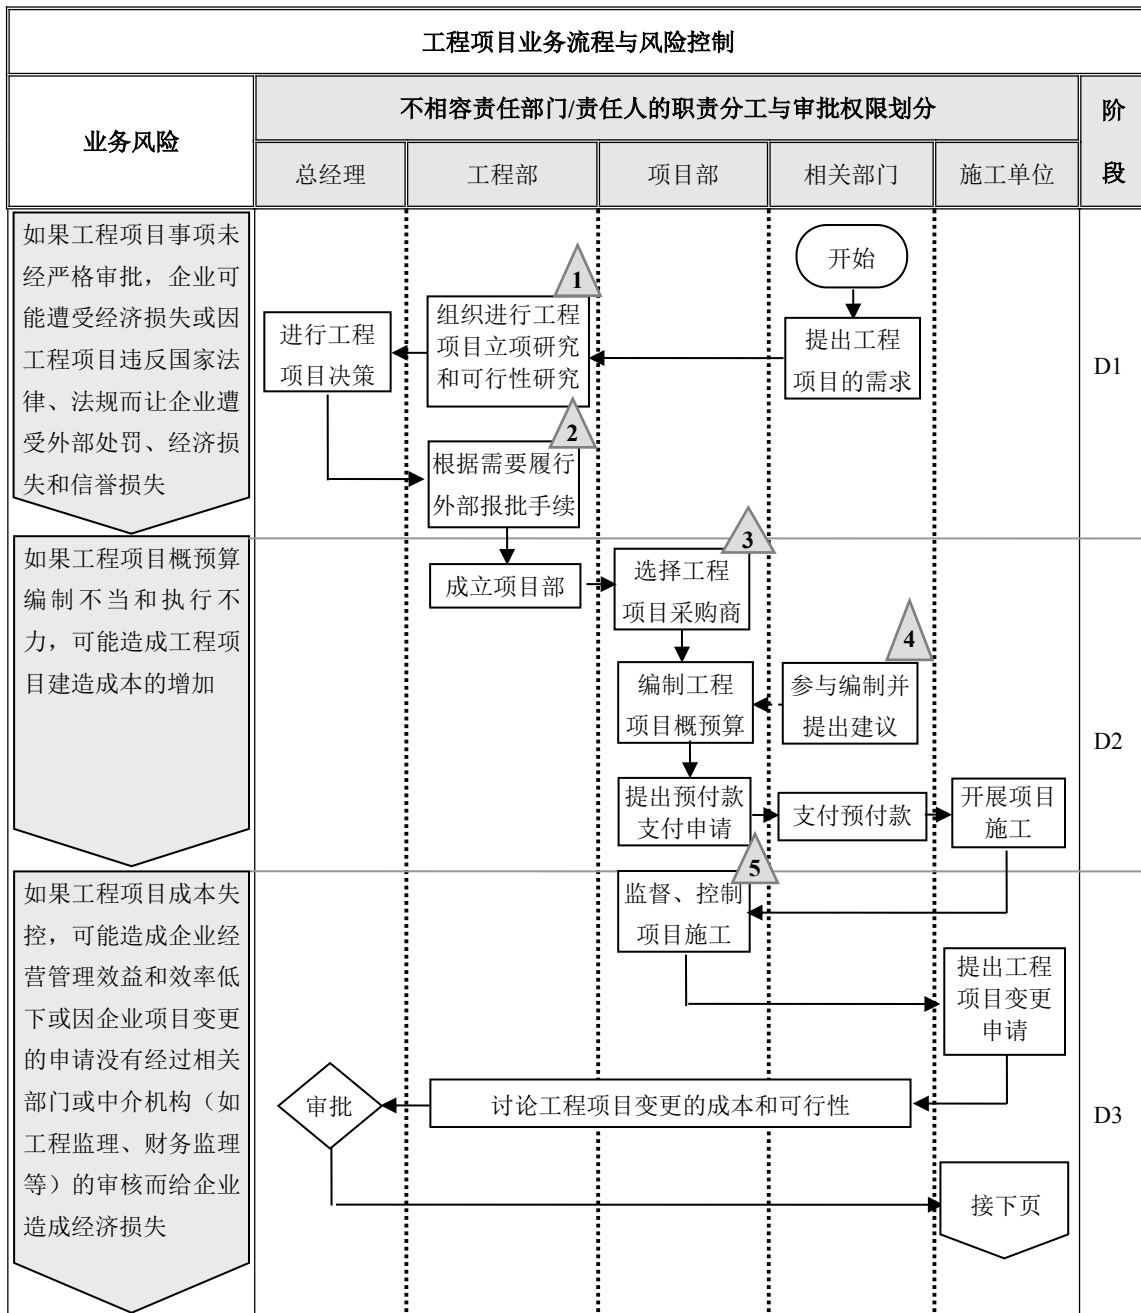 工程项目业务流程与风险控制
业务风险
不相容责任部门/责任人的职责分工与审批权限划分
阶
段
总经理
工程部
项目部
相关部门
施工单位
如果工程项目事项未
经严格审批，企业可
能遭受经济损失或因
工程项目违反国家法
律、法规而让企业遭
受外部处罚、经济损
失和信誉损失
开始
1
提出工程
项目的需求
组织进行工程
项目立项研究
和可行性研究
进行工程
项目决策
2
根据需要履行
外部报批手续
D1
如果工程项目概预算
编制不当和执行不
力，可能造成工程项
目建造成本的增加
成立项目部
3
选择工程
项目采购商
4
编制工程
项目概预算
参与编制并
提出建议
提出预付款
支付申请
支付预付款
开展项目
施工
D2
如果工程项目成本失
控，可能造成企业经
营管理效益和效率低
下或因企业项目变更
的申请没有经过相关
部门或中介机构（如
工程监理、财务监理
等）的审核而给企业
造成经济损失
5
监督、控制
项目施工
提出工程
项目变更
申请
讨论工程项目变更的成本和可行性
审批
接下页
D3